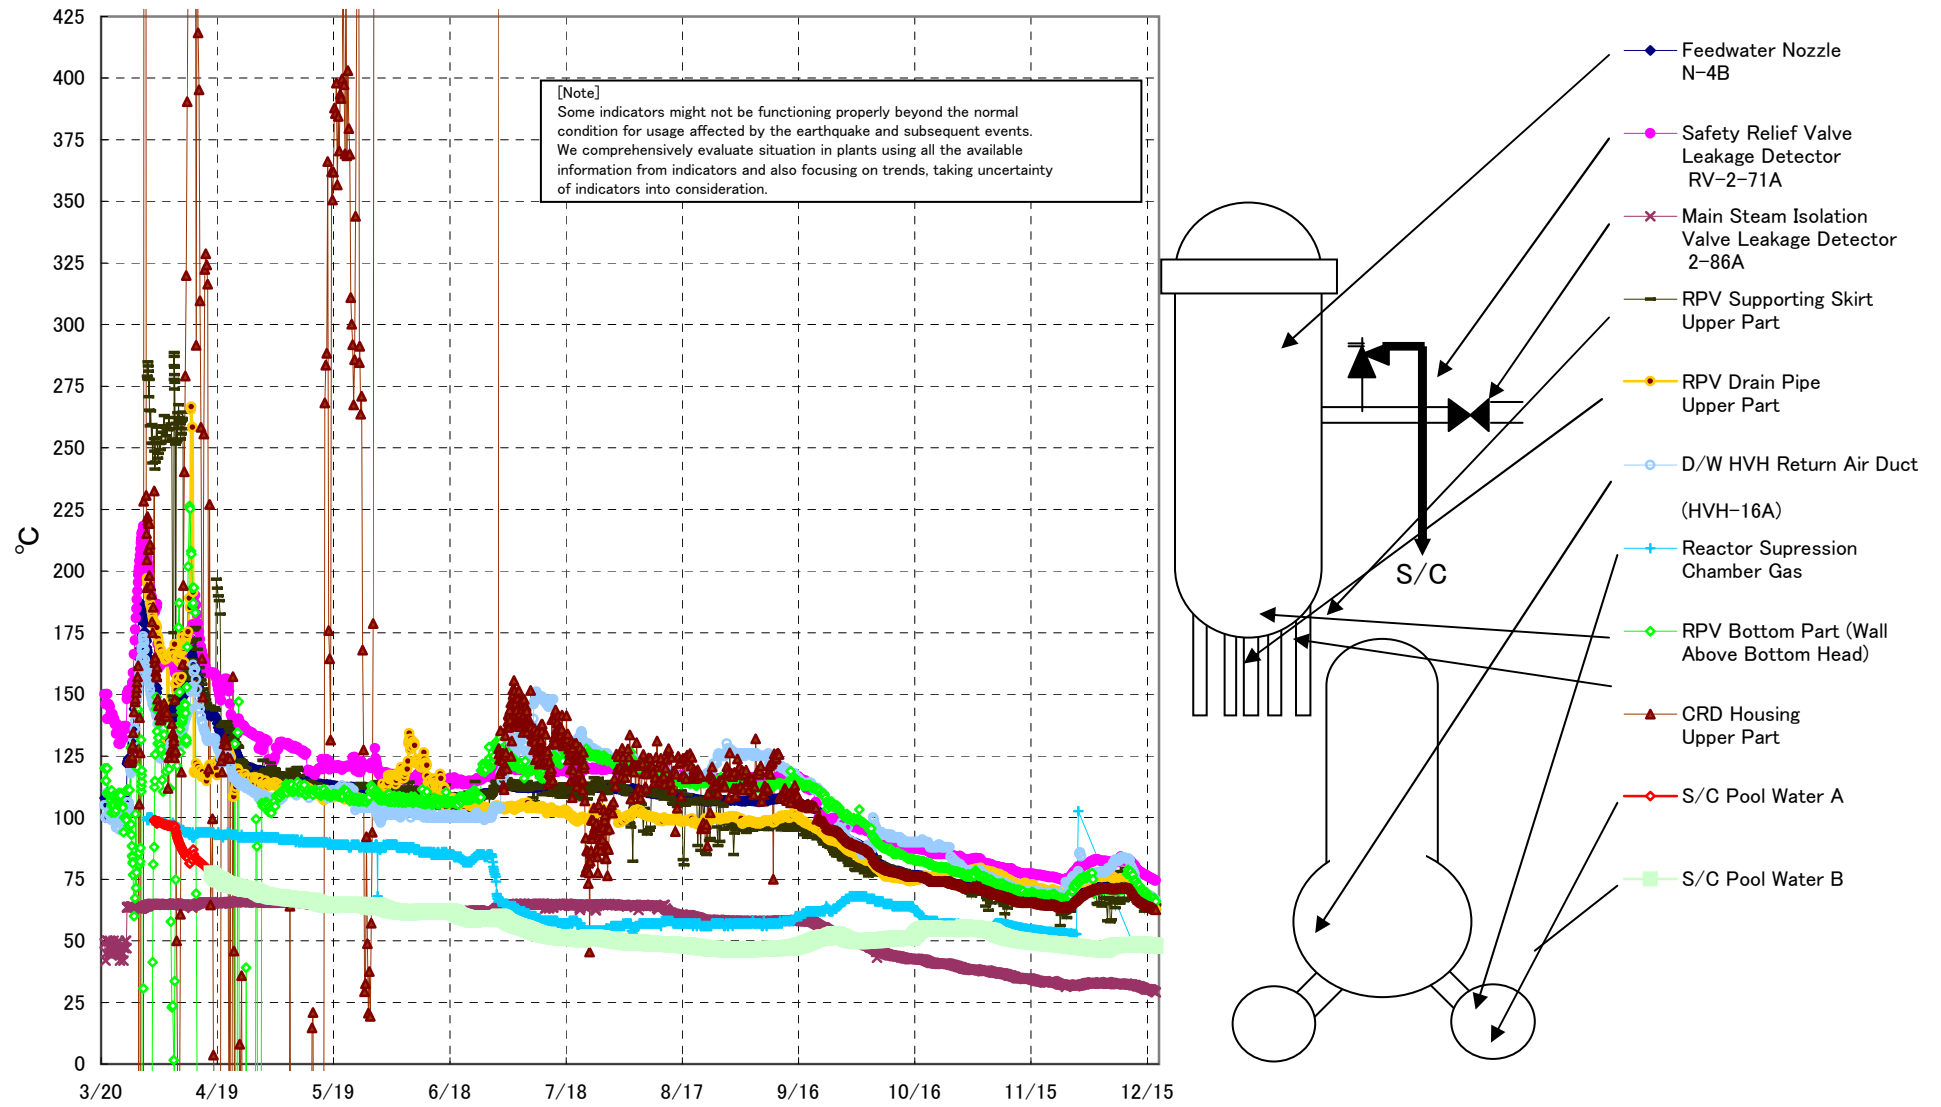 425
400
375
350
325
300
275
250
225
200
175
150
125
100
75
50
25
0
℃
3/20 4/19 5/19 6/18 7/18 8/17 9/16 10/16 11/15 12/15
[Note]
Some indicators might not be functioning properly beyond the normal
condition for usage affected by the earthquake and subsequent events.
We comprehensively evaluate situation in plants using all the available
information from indicators and also focusing on trends, taking uncertainty
of indicators into consideration.
S/C
Feedwater Nozzle
N-4B
Safety Relief Valve
Leakage Detector
RV-2-71A
Main Steam Isolation
Valve Leakage Detector
2-86A
RPV Supporting Skirt
Upper Part
RPV Drain Pipe
Upper Part
D/W HVH Return Air Duct
(HVH-16A)
Reactor Supression
Chamber Gas
RPV Bottom Part (Wall
Above Bottom Head)
CRD Housing
Upper Part
S/C Pool Water A
S/C Pool Water B